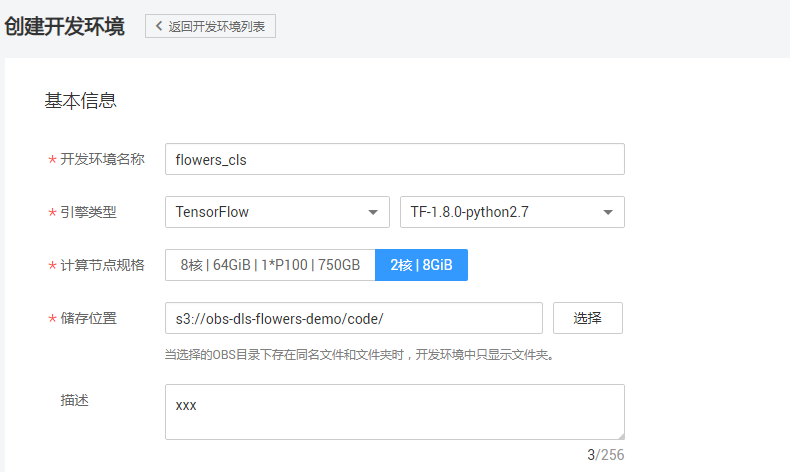 创建开发环境 返回开发环境列表
基本信息
* 开发环境名称 flowers_cls
* 引擎类型 TensorFlow TF-1.8.0-python2.7
* 计算节点规格 8核 | 64GiB | 1*P100 | 750GB 2核 | 8GiB
* 储存位置 s3://obs-dls-flowers-demo/code/ 选择
当选择的OBS目录下存在同名文件和文件夹时，开发环境中只显示文件夹。
描述 xxx
3/256